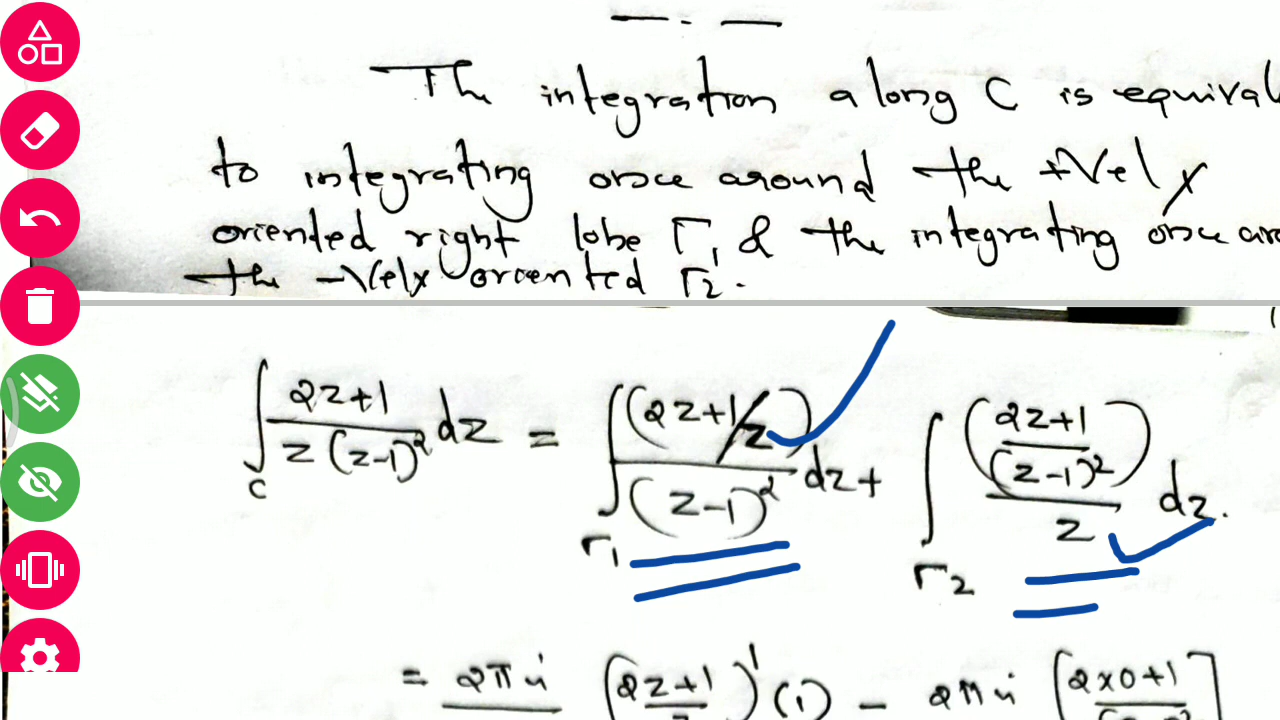 The integration along C is equival
to integrating once around the +vely
oriented right lobe Γ1 & the integrating once aro
the -vely oriented Γ2.
∫C (2z+1)/(z(z-1)²) dz = ∫Γ1 ((2z+1)/z)/(z-1)² dz + ∫Γ2 ((2z+1)/(z-1)²)/z dz.
= 2πi ((2z+1)/z)' (1) - 2πi [2×0+1